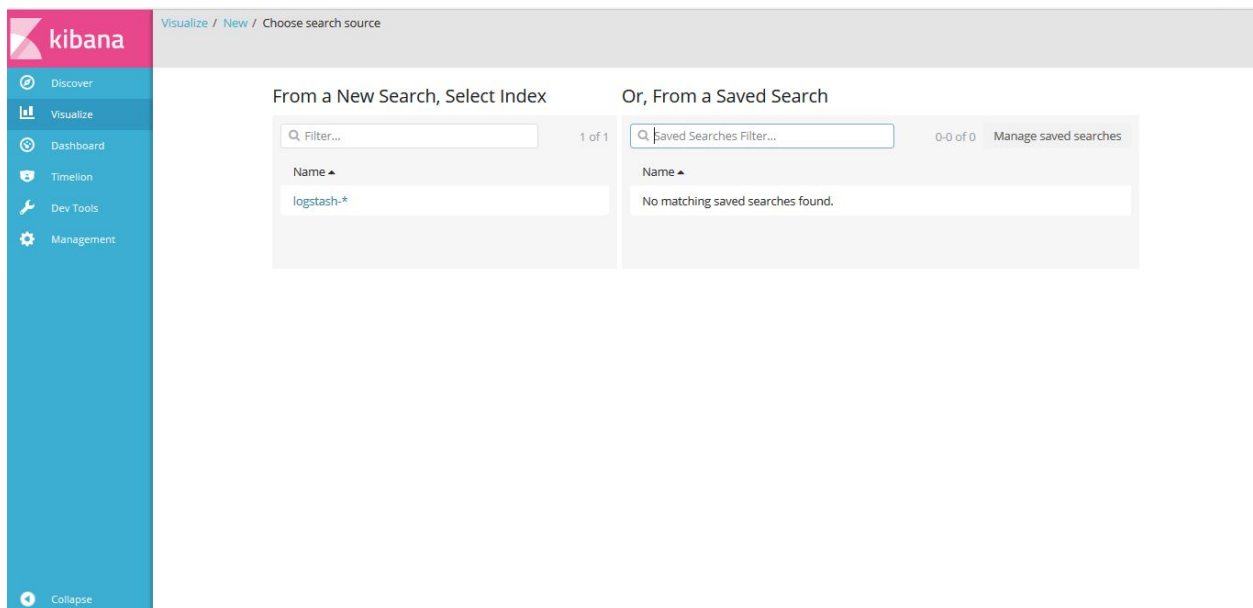 kibana
Visualize / New / Choose search source
Discover
Visualize
Dashboard
Timelion
Dev Tools
Management
Collapse
From a New Search, Select Index
Filter...
1 of 1
Name
logstash-*
Or, From a Saved Search
Saved Searches Filter...
0-0 of 0
Manage saved searches
Name
No matching saved searches found.